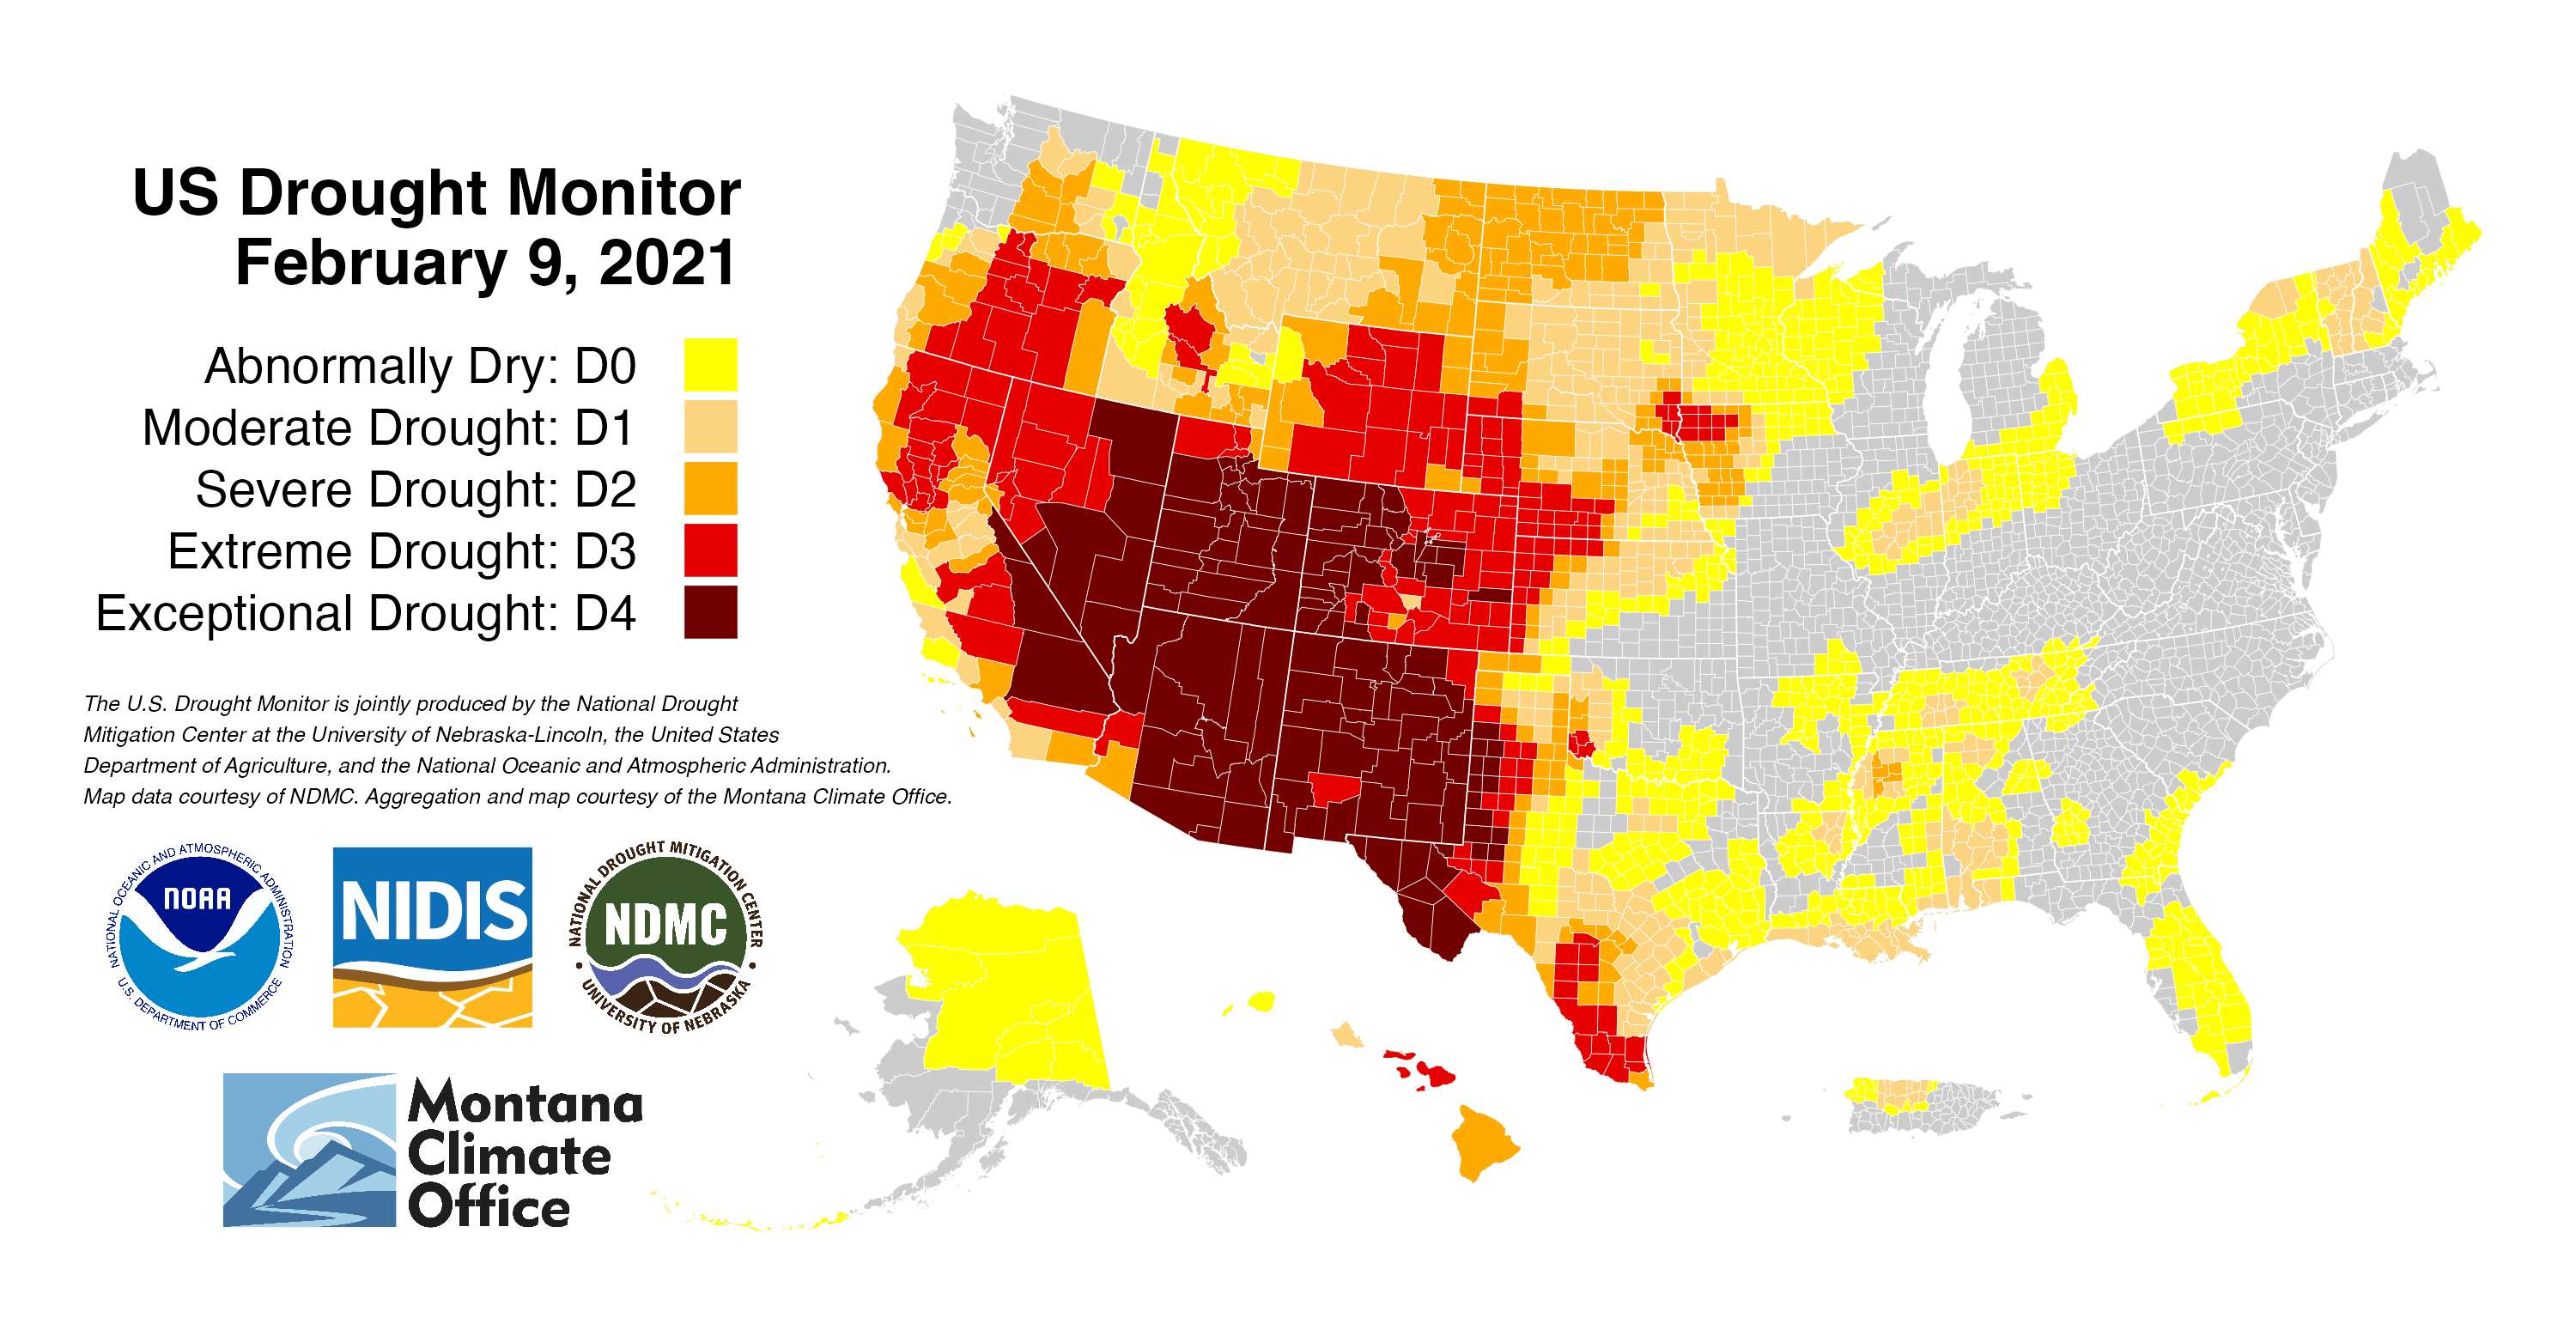 US Drought Monitor
February 9, 2021
Abnormally Dry: D0
Moderate Drought: D1
Severe Drought: D2
Extreme Drought: D3
Exceptional Drought: D4
The U.S. Drought Monitor is jointly produced by the National Drought
Mitigation Center at the University of Nebraska-Lincoln, the United States
Department of Agriculture, and the National Oceanic and Atmospheric Administration.
Map data courtesy of NDMC. Aggregation and map courtesy of the Montana Climate Office.
NATIONAL OCEANIC AND ATMOSPHERIC ADMINISTRATION
NOAA
U.S. DEPARTMENT OF COMMERCE
NIDIS
NATIONAL DROUGHT MITIGATION CENTER
NDMC
UNIVERSITY OF NEBRASKA
Montana
Climate
Office